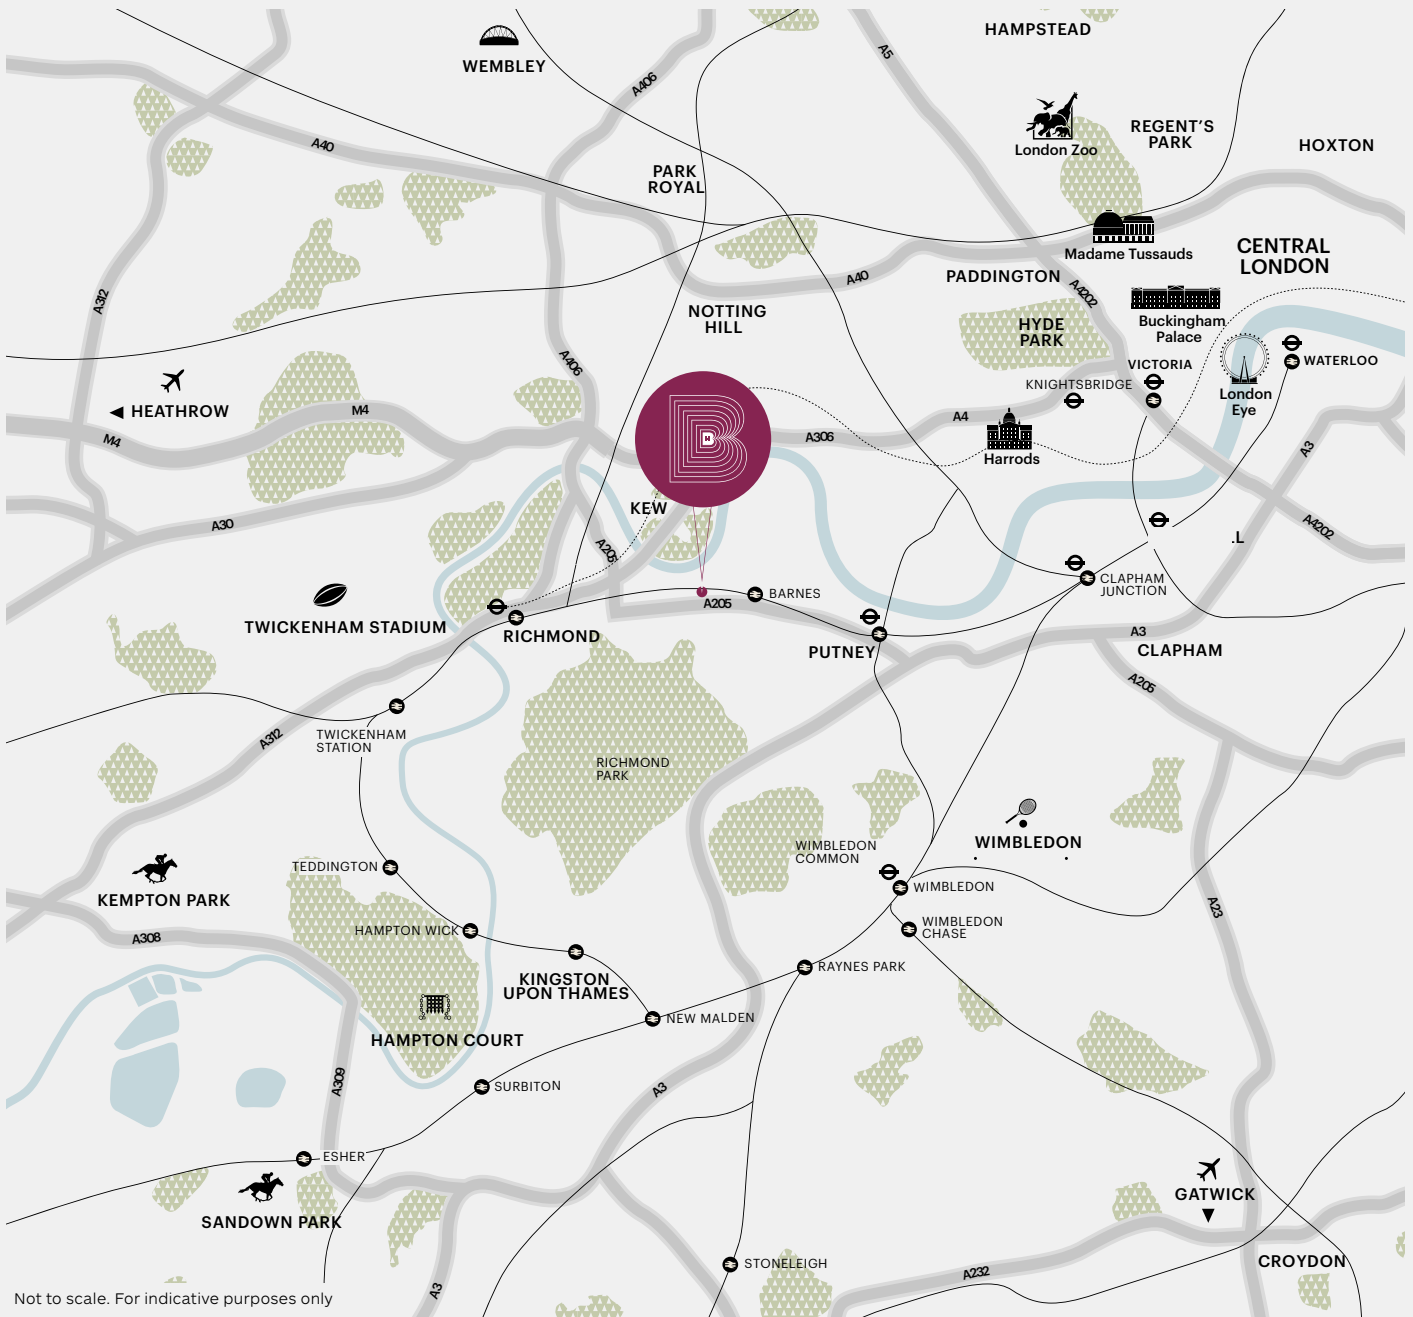 HAMPSTEAD
WEMBLEY
A5
A406
London Zoo
REGENT'S
PARK
HOXTON
A40
PARK
ROYAL
Madame Tussauds
CENTRAL
LONDON
PADDINGTON
A40
A4202
A312
NOTTING
HILL
HYDE
PARK
Buckingham
Palace
A406
VICTORIA
WATERLOO
KNIGHTSBRIDGE
London
Eye
HEATHROW
M4
M4
A4
A306
B
H
Harrods
A3
KEW
A30
A205
A4202
.L
TWICKENHAM STADIUM
RICHMOND
A205
BARNES
CLAPHAM
JUNCTION
PUTNEY
A3
CLAPHAM
A205
A312
TWICKENHAM
STATION
RICHMOND
PARK
WIMBLEDON
WIMBLEDON
COMMON
TEDDINGTON
WIMBLEDON
KEMPTON PARK
A23
A308
HAMPTON WICK
WIMBLEDON
CHASE
RAYNES PARK
KINGSTON
UPON THAMES
NEW MALDEN
HAMPTON COURT
A309
SURBITON
A3
ESHER
SANDOWN PARK
GATWICK
STONELEIGH
CROYDON
A232
A3
Not to scale. For indicative purposes only